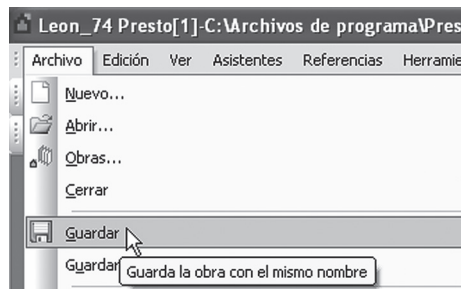 Leon_74 Presto[1]-C:\Archivos de programa\Pres
Archivo Edición Ver Asistentes Referencias Herramie
Nuevo...
Abrir...
Obras...
Cerrar
Guardar
Guardar
Guarda la obra con el mismo nombre